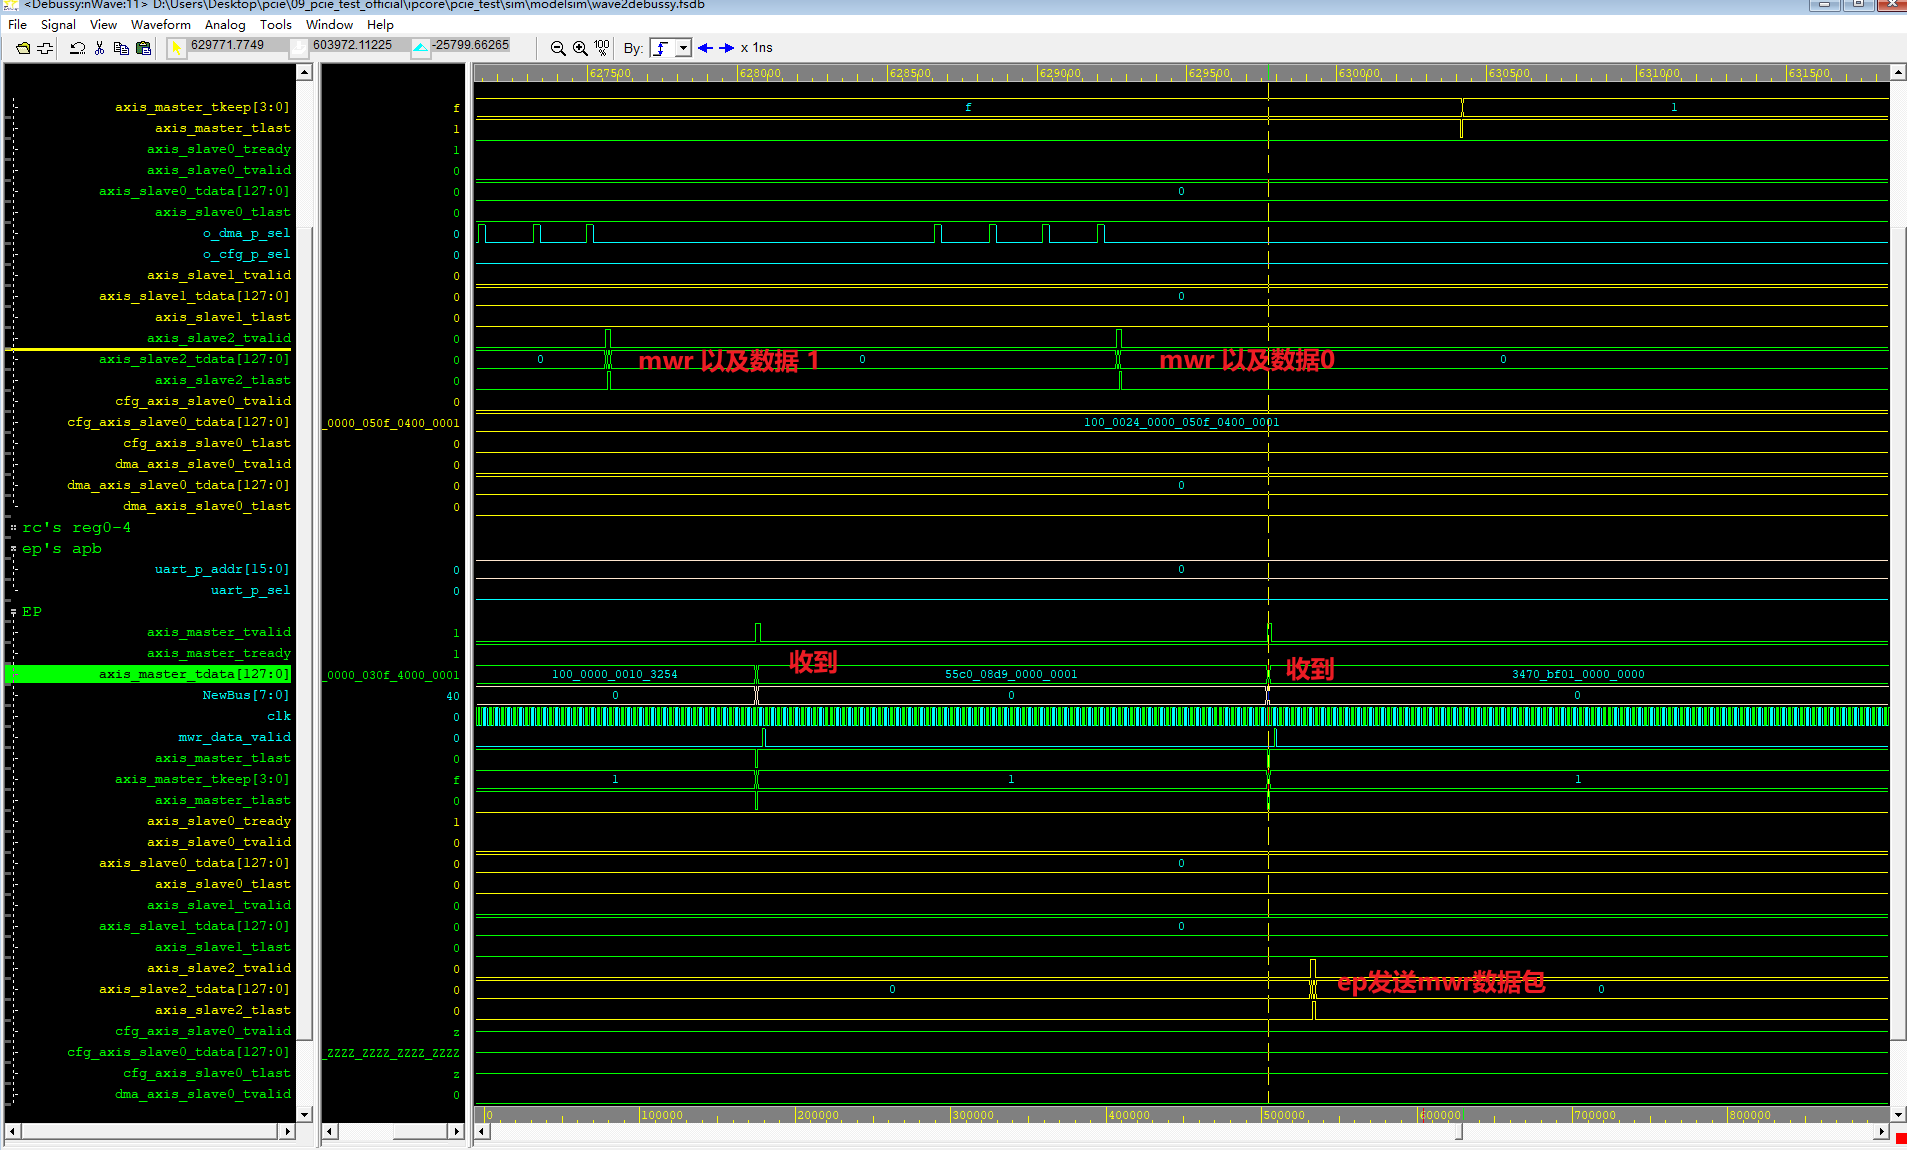 <Debussy:nWave:11> D:\Users\Desktop\pcie\09_pcie_test_official\ipcore\pcie_test\sim\modelsim\wave2debussy.fsdb
File Signal View Waveform Analog Tools Window Help
629771.7749 603972.11225 -25799.66265 100% By: x 1ns
627500 628000 628500 629000 629500 630000 630500 631000 631500
axis_master_tkeep[3:0] f f 1
axis_master_tlast 1
axis_slave0_tready 1
axis_slave0_tvalid 0
axis_slave0_tdata[127:0] 0 0
axis_slave0_tlast 0
o_dma_p_sel 0
o_cfg_p_sel 0
axis_slave1_tvalid 0
axis_slave1_tdata[127:0] 0 0
axis_slave1_tlast 0
axis_slave2_tvalid 0
axis_slave2_tdata[127:0] 0 0 mwr 以及数据 1 0 mwr 以及数据0 0
axis_slave2_tlast 0
cfg_axis_slave0_tvalid 0
cfg_axis_slave0_tdata[127:0] _0000_050f_0400_0001 100_0024_0000_050f_0400_0001
cfg_axis_slave0_tlast 0
dma_axis_slave0_tvalid 0
dma_axis_slave0_tdata[127:0] 0 0
dma_axis_slave0_tlast 0
rc's reg0-4
ep's apb
uart_p_addr[15:0] 0 0
uart_p_sel 0
EP
axis_master_tvalid 1
axis_master_tready 1 收到 收到
axis_master_tdata[127:0] _0000_030f_4000_0001 100_0000_0010_3254 55c0_08d9_0000_0001 3470_bf01_0000_0000
NewBus[7:0] 40 0 0 0
clk 0
mwr_data_valid 0
axis_master_tlast 0
axis_master_tkeep[3:0] f 1 1 1
axis_master_tlast 0
axis_slave0_tready 1
axis_slave0_tvalid 0
axis_slave0_tdata[127:0] 0 0
axis_slave0_tlast 0
axis_slave1_tvalid 0
axis_slave1_tdata[127:0] 0 0
axis_slave1_tlast 0
axis_slave2_tvalid 0
axis_slave2_tdata[127:0] 0 0 ep发送mwr数据包 0
axis_slave2_tlast 0
cfg_axis_slave0_tvalid z
cfg_axis_slave0_tdata[127:0] _zzzz_zzzz_zzzz_zzzz
cfg_axis_slave0_tlast z
dma_axis_slave0_tvalid 0
0 100000 200000 300000 400000 500000 600000 700000 800000